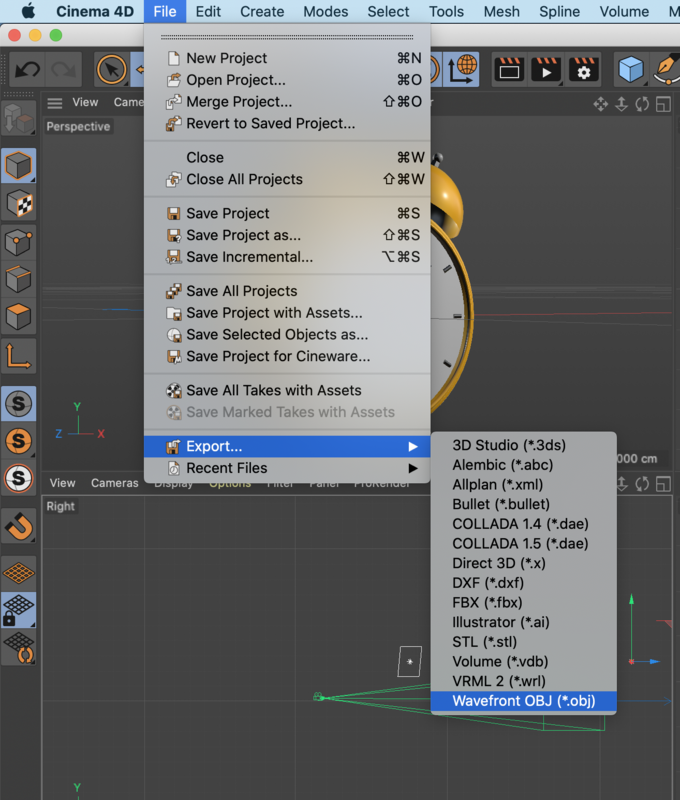 Cinema 4D File Edit Create Modes Select Tools Mesh Spline Volume M
New Project ⌘N
Open Project... ⌘O
Merge Project... ⇧⌘O
Revert to Saved Project...
Close ⌘W
Close All Projects ⇧⌘W
Save Project ⌘S
Save Project as... ⇧⌘S
Save Incremental... ⌥⌘S
Save All Projects
Save Project with Assets...
Save Selected Objects as...
Save Project for Cineware...
Save All Takes with Assets
Save Marked Takes with Assets
Export...
Recent Files
3D Studio (*.3ds)
Alembic (*.abc)
Allplan (*.xml)
Bullet (*.bullet)
COLLADA 1.4 (*.dae)
COLLADA 1.5 (*.dae)
Direct 3D (*.x)
DXF (*.dxf)
FBX (*.fbx)
Illustrator (*.ai)
STL (*.stl)
Volume (*.vdb)
VRML 2 (*.wrl)
Wavefront OBJ (*.obj)
View Came
Perspective
Y
Z X
000 cm
View Cameras Display Options Filter Panel ProRender
Right
Y
S
S
S